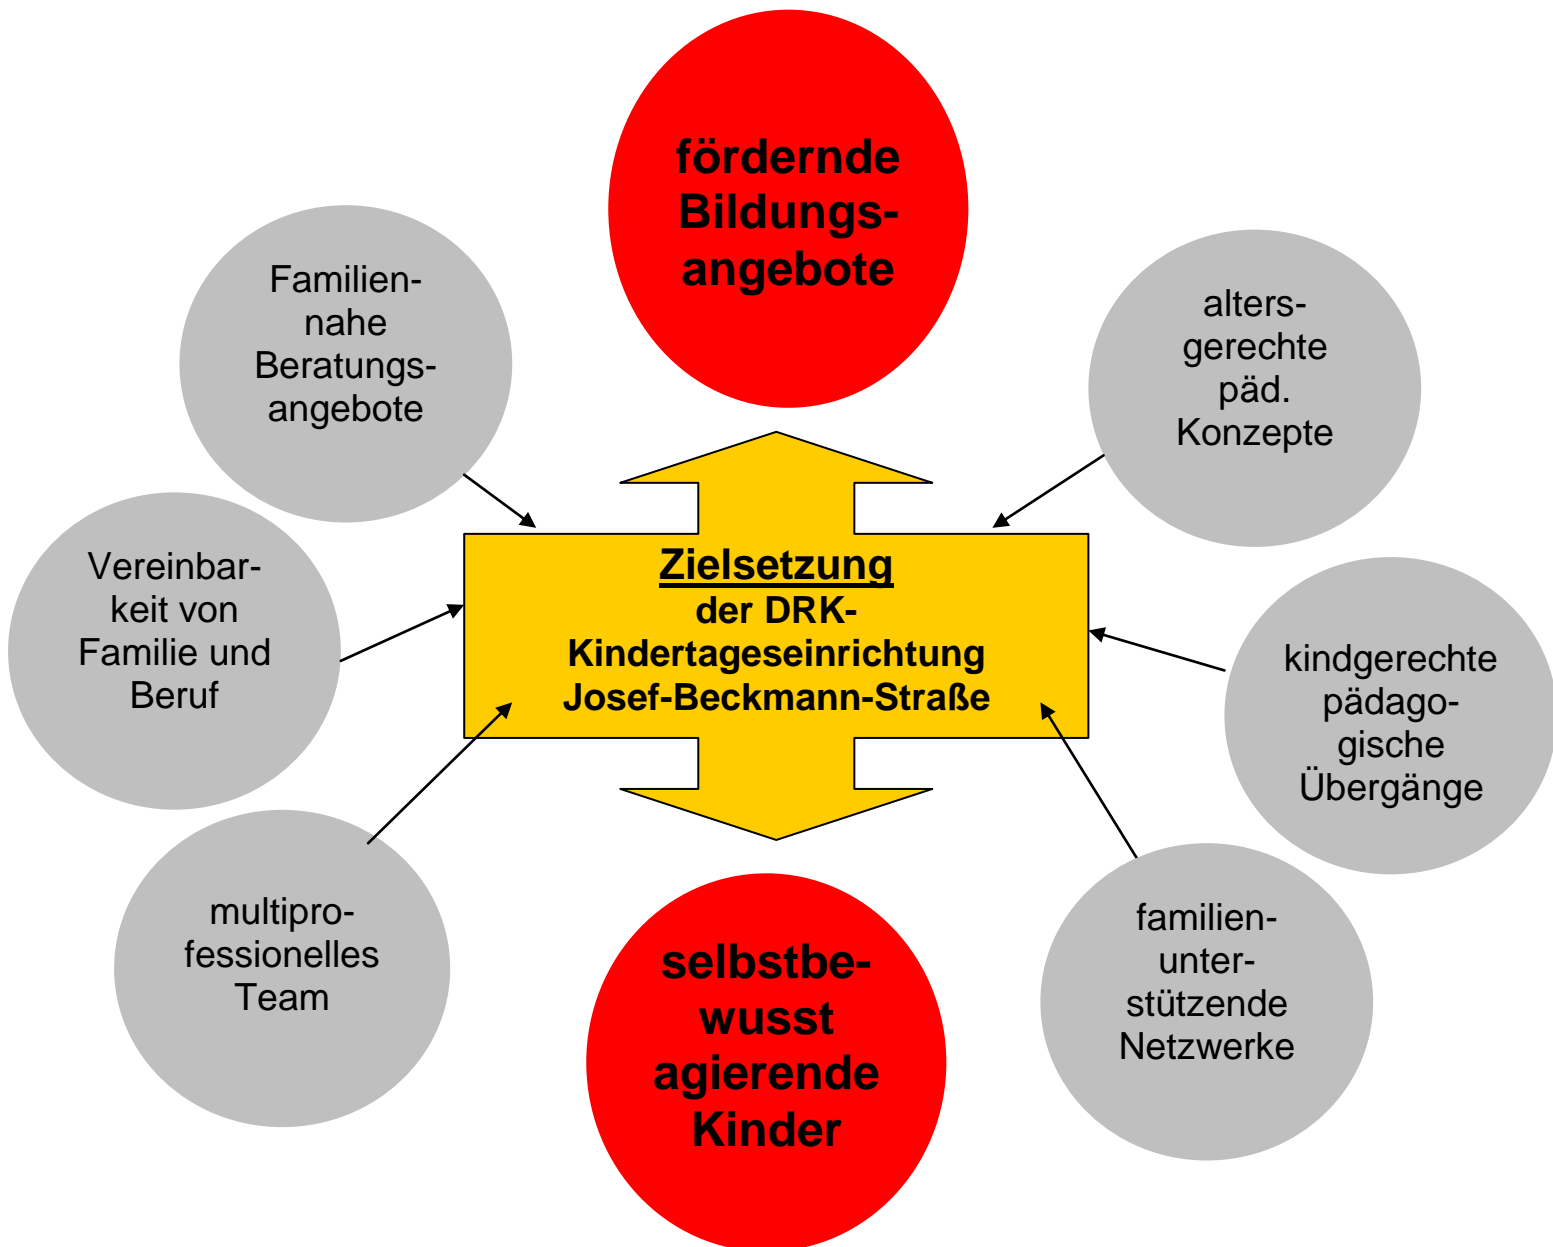 fördernde
Bildungs-
angebote
Familien-
nahe
Beratungs-
angebote
alters-
gerechte
päd.
Konzepte
Vereinbar-
keit von
Familie und
Beruf
Zielsetzung
der DRK-
Kindertageseinrichtung
Josef-Beckmann-Straße
kindgerechte
pädago-
gische
Übergänge
multipro-
fessionelles
Team
selbstbe-
wusst
agierende
Kinder
familien-
unter-
stützende
Netzwerke